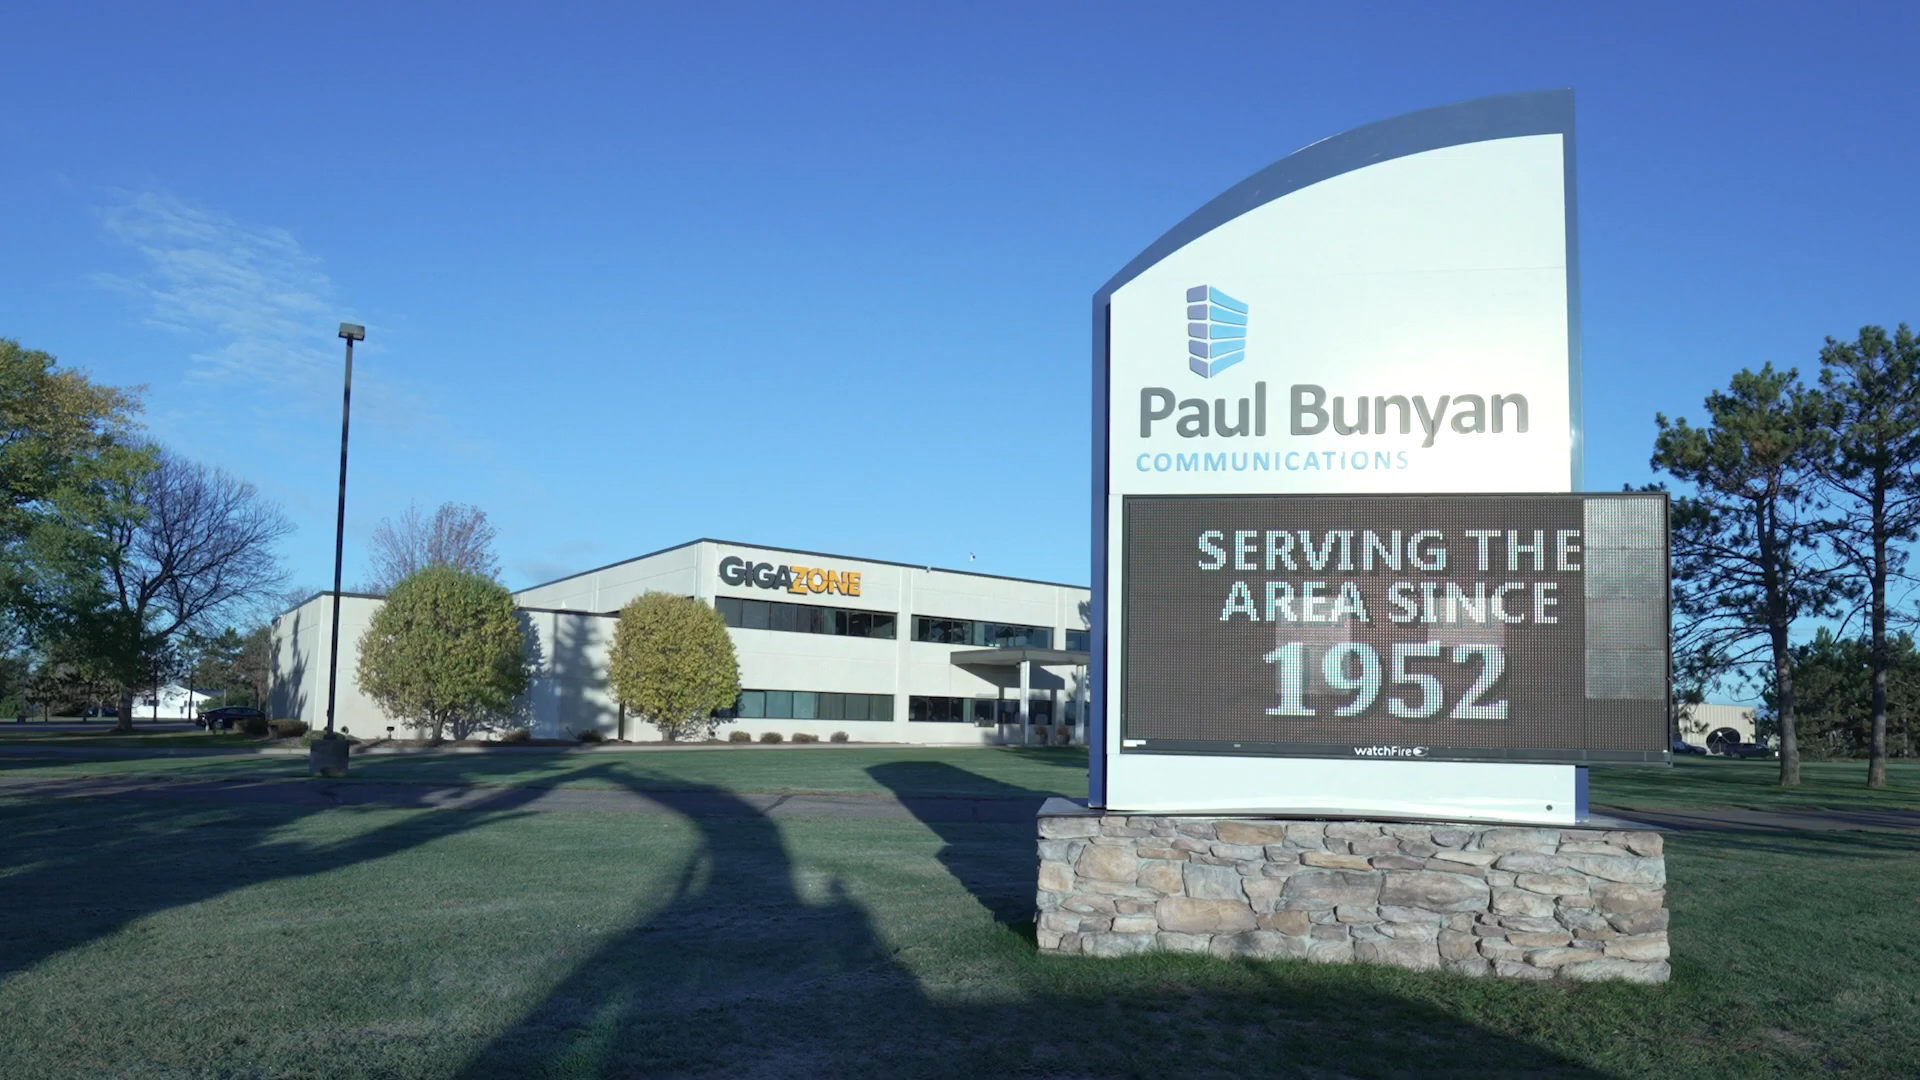 Paul Bunyan
COMMUNICATIONS
SERVING THE
AREA SINCE
1952
watchFire
GIGAZONE